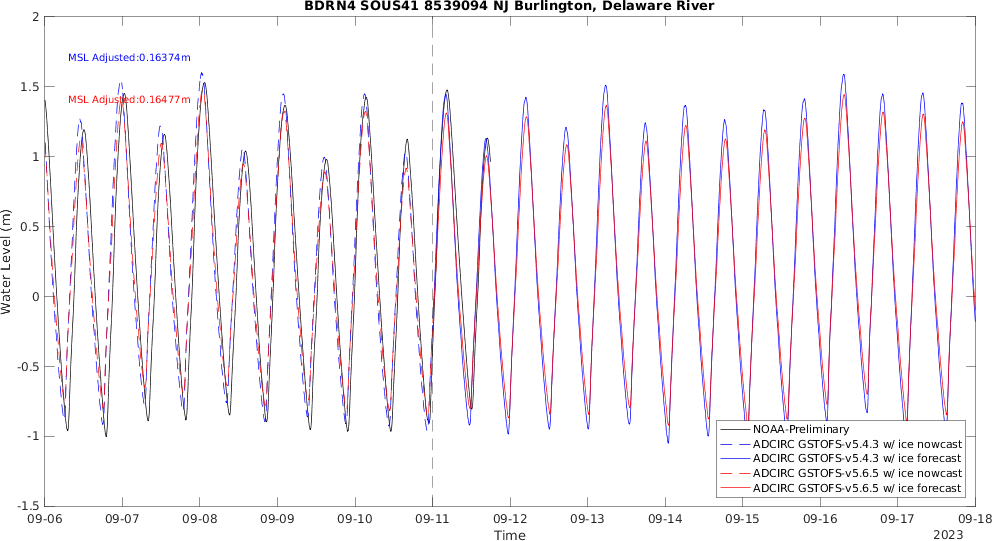 BDRN4 SOUS41 8539094 NJ Burlington, Delaware River
2
1.5
1
0.5
0
-0.5
-1
-1.5
Water Level (m)
MSL Adjusted:0.16374m
MSL Adjusted:0.16477m
NOAA-Preliminary
ADCIRC GSTOFS-v5.4.3 w/ ice nowcast
ADCIRC GSTOFS-v5.4.3 w/ ice forecast
ADCIRC GSTOFS-v5.6.5 w/ ice nowcast
ADCIRC GSTOFS-v5.6.5 w/ ice forecast
09-06 09-07 09-08 09-09 09-10 09-11 09-12 09-13 09-14 09-15 09-16 09-17 09-18
Time
2023